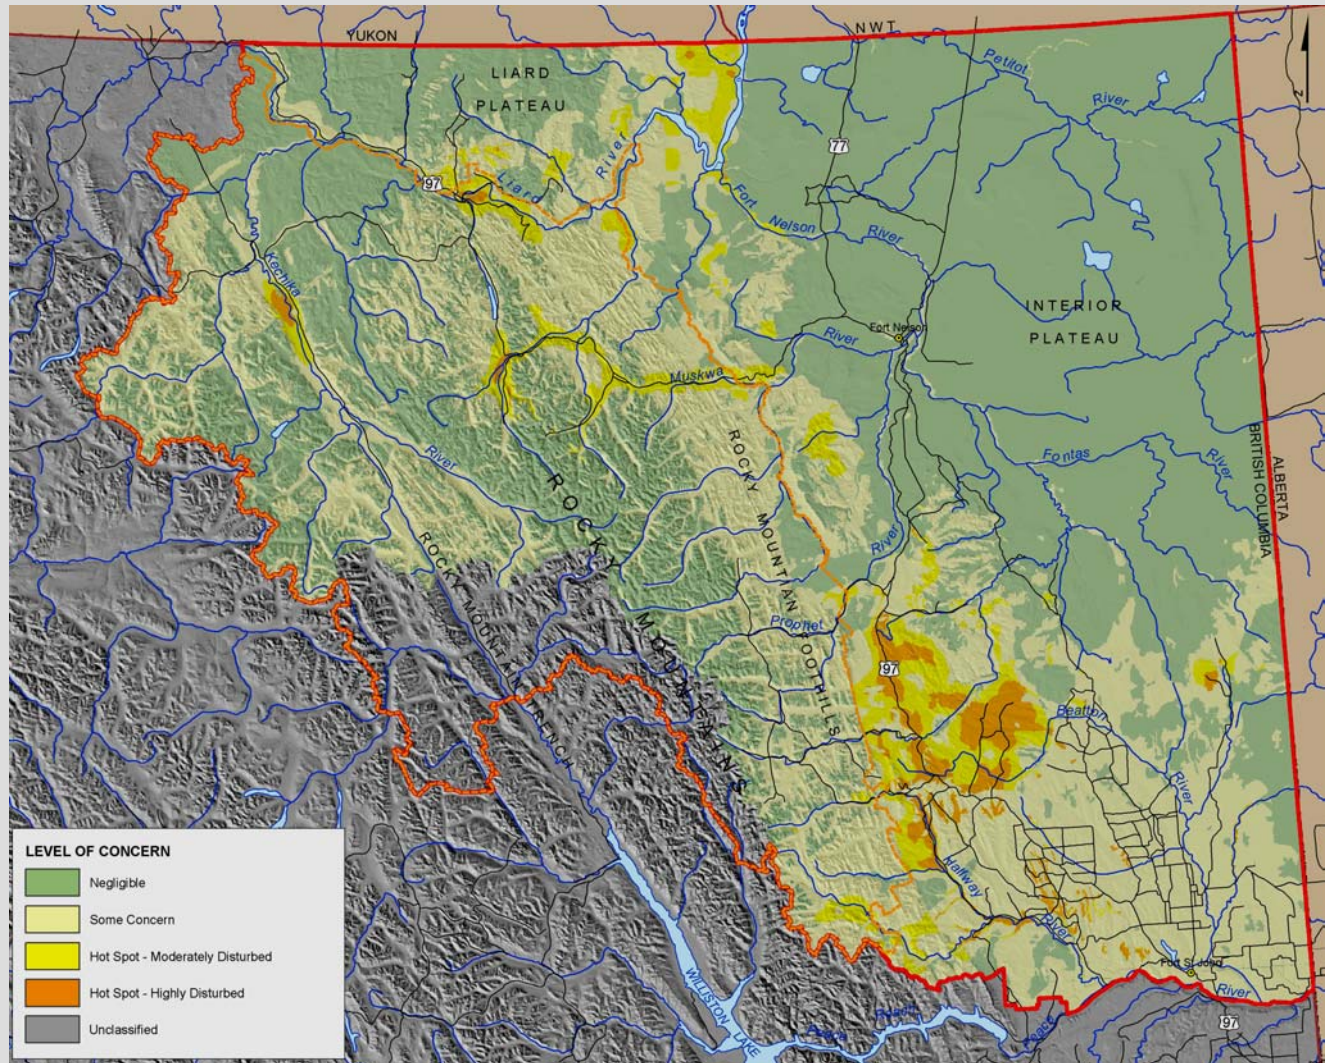 YUKON
NWT
LIARD
PLATEAU
Petitot
River
77
River
97
Liard
Fort
Nelson
River
Kechika
INTERIOR
PLATEAU
Fort Nelson
River
Muskwa
BRITISH COLUMBIA
ALBERTA
ROCKY
MOUNTAIN
FOOTHILLS
Fontas
River
River
ROCKY
MOUNTAINS
River
ROCKY MOUNTAIN
TRENCH
Prophet
97
Beatton
River
Halfway
River
Fort St John
River
97
WILLISTON
LAKE
Peace
Reach
Peace
LEVEL OF CONCERN
Negligible
Some Concern
Hot Spot - Moderately Disturbed
Hot Spot - Highly Disturbed
Unclassified